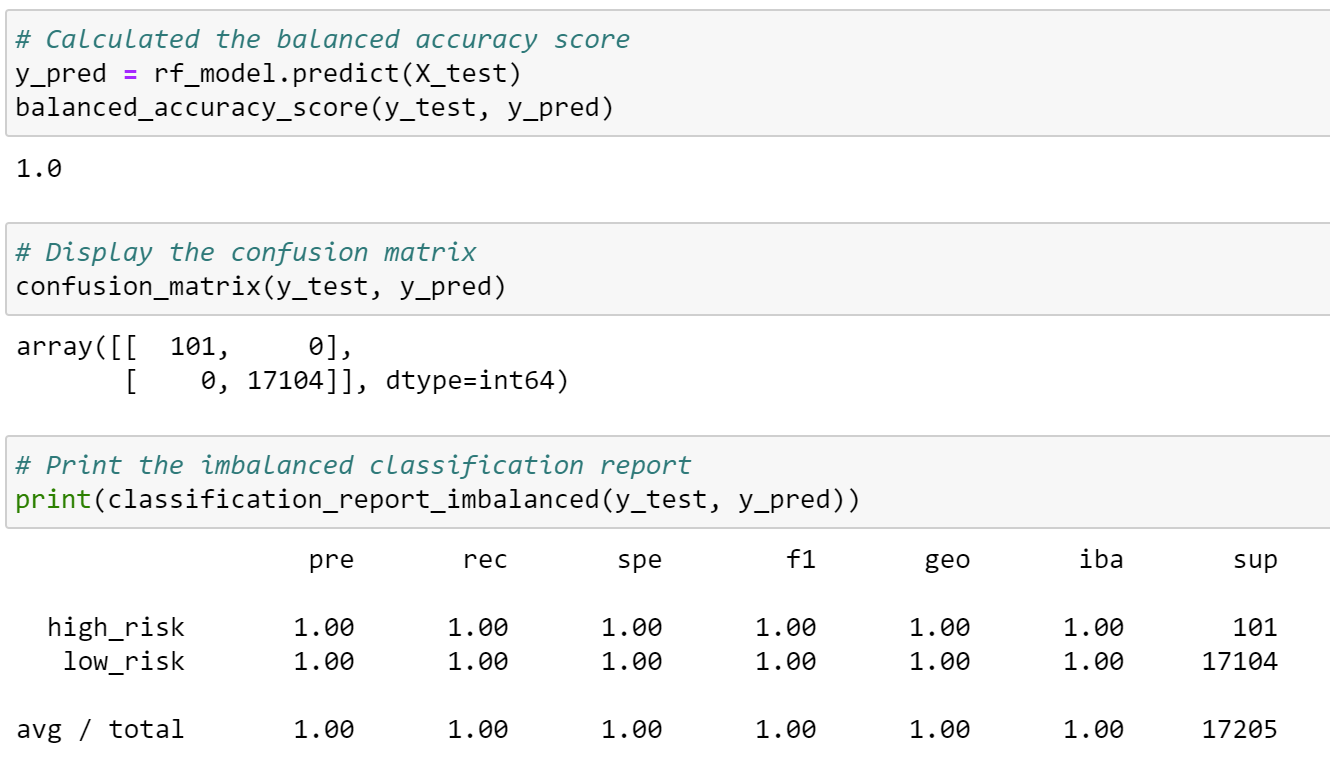 # Calculated the balanced accuracy score
y_pred = rf_model.predict(X_test)
balanced_accuracy_score(y_test, y_pred)
1.0
# Display the confusion matrix
confusion_matrix(y_test, y_pred)
array([[  101,     0],
       [    0, 17104]], dtype=int64)
# Print the imbalanced classification report
print(classification_report_imbalanced(y_test, y_pred))
                   pre       rec       spe        f1       geo       iba       sup
  high_risk       1.00      1.00      1.00      1.00      1.00      1.00       101
   low_risk       1.00      1.00      1.00      1.00      1.00      1.00     17104
avg / total       1.00      1.00      1.00      1.00      1.00      1.00     17205